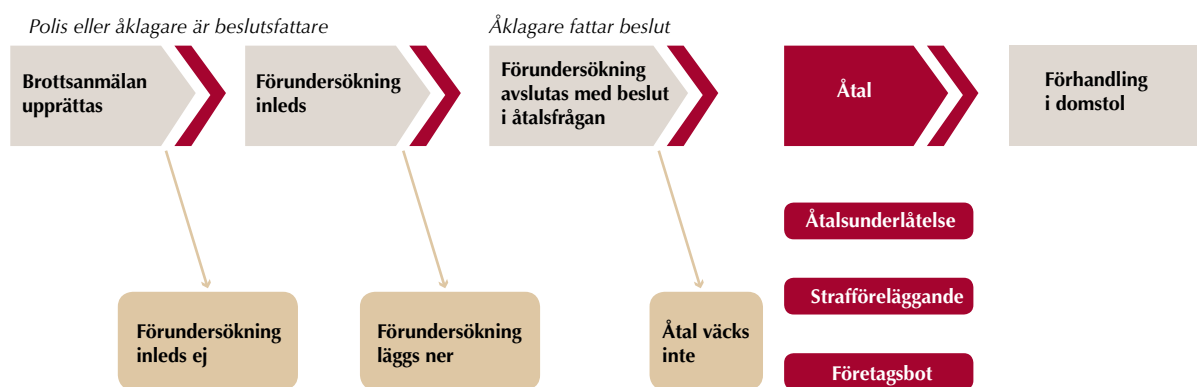 Polis eller åklagare är beslutsfattare
Åklagare fattar beslut
Brottsanmälan
upprättas
Förundersökning
inleds
Förundersökning
avslutas med beslut
i åtalsfrågan
Åtal
Förhandling
i domstol
Åtalsunderlåtelse
Strafföreläggande
Företagsbot
Förundersökning
inleds ej
Förundersökning
läggs ner
Åtal väcks
inte